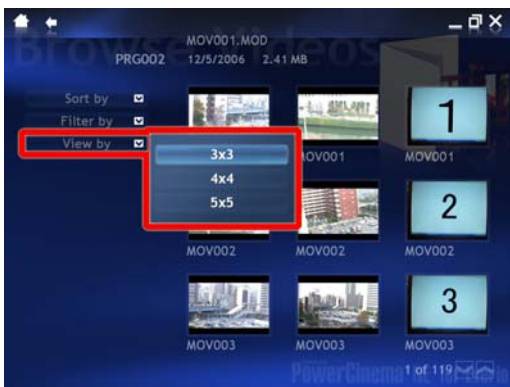 Browse Videos
MOV001.MOD
PRG002 12/5/2006 2.41 MB
Sort by
Filter by
View by
3x3
4x4
5x5
1
MOV001 MOV001
2
MOV002 MOV002 MOV002
3
MOV003 MOV003 MOV003
PowerCinema
1 of 119